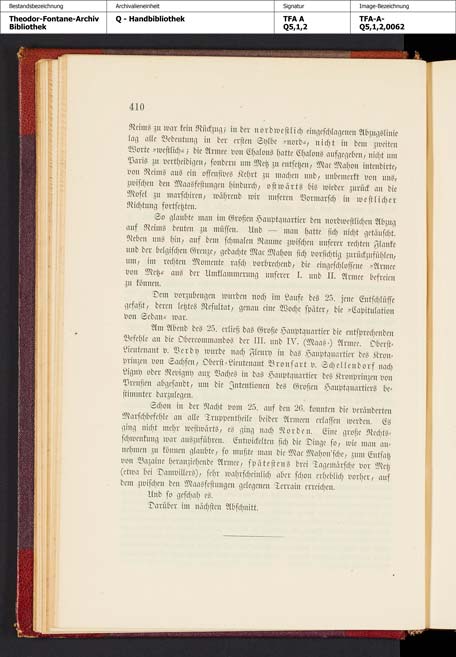 Bestandsbezeichnung
Archivalieneinheit
Signatur
Image-Bezeichnung
Theodor-Fontane-Archiv
Bibliothek
Q - Handbibliothek
TFA A
Q5,1,2
TFA-A-
Q5,1,2,0062
410
Reims zu war kein Rückzug; in der nordwestlich eingeschlagenen Abzugslinie
lag alle Bedeutung in der ersten Sylbe »nord«, nicht in dem zweiten
Worte »westlich«; die Armee von Chalons hatte Chalons aufgegeben, nicht um
Paris zu vertheidigen, sondern um Metz zu entsetzen, Mac Mahon intendirte,
von Reims aus ein offensives Kehrt zu machen und, unbemerkt von uns,
zwischen den Maasfestungen hindurch, ostwärts bis wieder zurück an die
Mosel zu marschiren, während wir unseren Vormarsch in westlicher
Richtung fortsetzten.
So glaubte man im Großen Hauptquartier den nordwestlichen Abzug
auf Reims deuten zu müssen. Und — man hatte sich nicht getäuscht.
Neben uns hin, auf dem schmalen Raume zwischen unserer rechten Flanke
und der belgischen Grenze, gedachte Mac Mahon sich vorsichtig zurückzufühlen,
um, im rechten Momente rasch vorbrechend, die eingeschlossene »Armee
von Metz« aus der Umklammerung unserer I. und II. Armee befreien
zu können.
Dem vorzubeugen wurden noch im Laufe des 25. jene Entschlüsse
gefaßt, deren letztes Resultat, genau eine Woche später, die »Capitulation
von Sedan« war.
Am Abend des 25. erließ das Große Hauptquartier die entsprechenden
Befehle an die Obercommandos der III. und IV. (Maas-) Armee. Oberst-
Lieutenant v. Verdy wurde nach Fleury in das Hauptquartier des Kron-
prinzen von Sachsen, Oberst-Lieutenant Bronsart v. Schellendorf nach
Ligny oder Revigny aux Vaches in das Hauptquartier des Kronprinzen von
Preußen abgesandt, um die Intentionen des Großen Hauptquartiers be-
stimmter darzulegen.
Schon in der Nacht vom 25. auf den 26. konnten die veränderten
Marschbefehle an alle Truppentheile beider Armeen erlassen werden. Es
ging nicht mehr westwärts, es ging nach Norden. Eine große Rechts-
schwenkung war auszuführen. Entwickelten sich die Dinge so, wie man an-
nehmen zu können glaubte, so mußte man die Mac Mahon'sche, zum Entsatz
von Bazaine heranziehende Armee, spätestens drei Tagemärsche vor Metz
(etwa bei Damvillers), sehr wahrscheinlich aber schon erheblich vorher, auf
dem zwischen den Maasfestungen gelegenen Terrain erreichen.
Und so geschah es.
Darüber im nächsten Abschnitt.